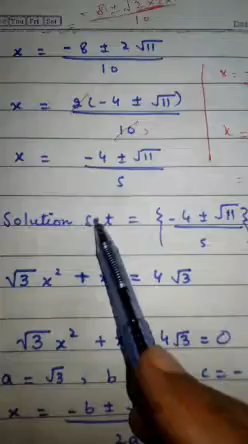 x = -8 ± 2√11 / 10
x = 2(-4 ± √11) / 10
x = -4 ± √11 / 5
Solution set = {-4 ± √11 / 5
√3 x² + = 4√3
√3 x² + 4√3 = 0
a = √3 , b c = -
x = -b ±
2a